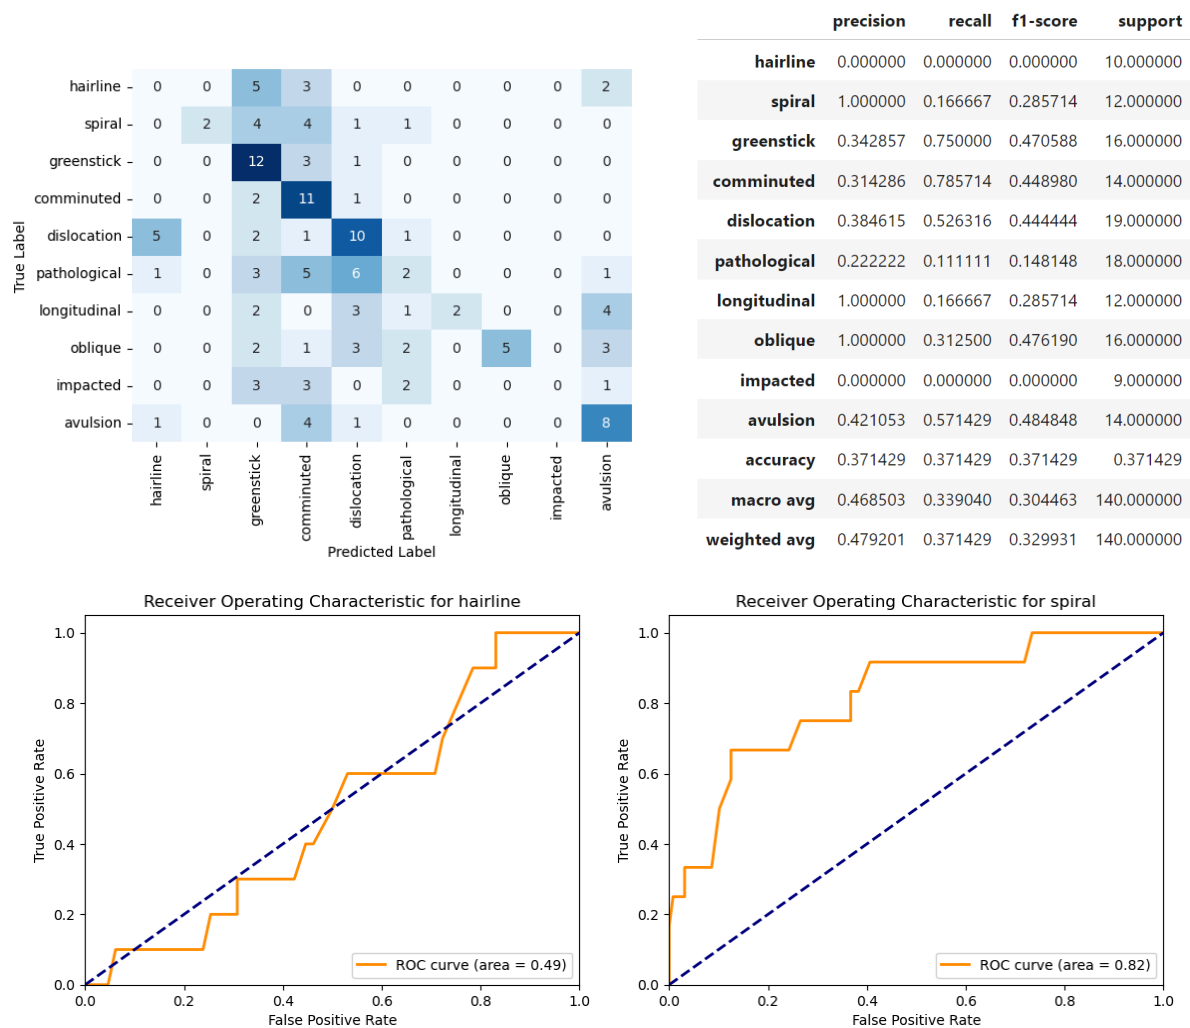 precision recall f1-score support
hairline 0.000000 0.000000 0.000000 10.000000
spiral 1.000000 0.166667 0.285714 12.000000
greenstick 0.342857 0.750000 0.470588 16.000000
comminuted 0.314286 0.785714 0.448980 14.000000
dislocation 0.384615 0.526316 0.444444 19.000000
pathological 0.222222 0.111111 0.148148 18.000000
longitudinal 1.000000 0.166667 0.285714 12.000000
oblique 1.000000 0.312500 0.476190 16.000000
impacted 0.000000 0.000000 0.000000 9.000000
avulsion 0.421053 0.571429 0.484848 14.000000
accuracy 0.371429 0.371429 0.371429 0.371429
macro avg 0.468503 0.339040 0.304463 140.000000
weighted avg 0.479201 0.371429 0.329931 140.000000
True Label
hairline 0 0 5 3 0 0 0 0 0 2
spiral 0 2 4 4 1 1 0 0 0 0
greenstick 0 0 12 3 1 0 0 0 0 0
comminuted 0 0 2 11 1 0 0 0 0 0
dislocation 5 0 2 1 10 1 0 0 0 0
pathological 1 0 3 5 6 2 0 0 0 1
longitudinal 0 0 2 0 3 1 2 0 0 4
oblique 0 0 2 1 3 2 0 5 0 3
impacted 0 0 3 3 0 2 0 0 0 1
avulsion 1 0 0 4 1 0 0 0 0 8
hairline spiral greenstick comminuted dislocation pathological longitudinal oblique impacted avulsion
Predicted Label
Receiver Operating Characteristic for hairline
True Positive Rate
1.0
0.8
0.6
0.4
0.2
0.0
ROC curve (area = 0.49)
0.0 0.2 0.4 0.6 0.8 1.0
False Positive Rate
Receiver Operating Characteristic for spiral
True Positive Rate
1.0
0.8
0.6
0.4
0.2
0.0
ROC curve (area = 0.82)
0.0 0.2 0.4 0.6 0.8 1.0
False Positive Rate